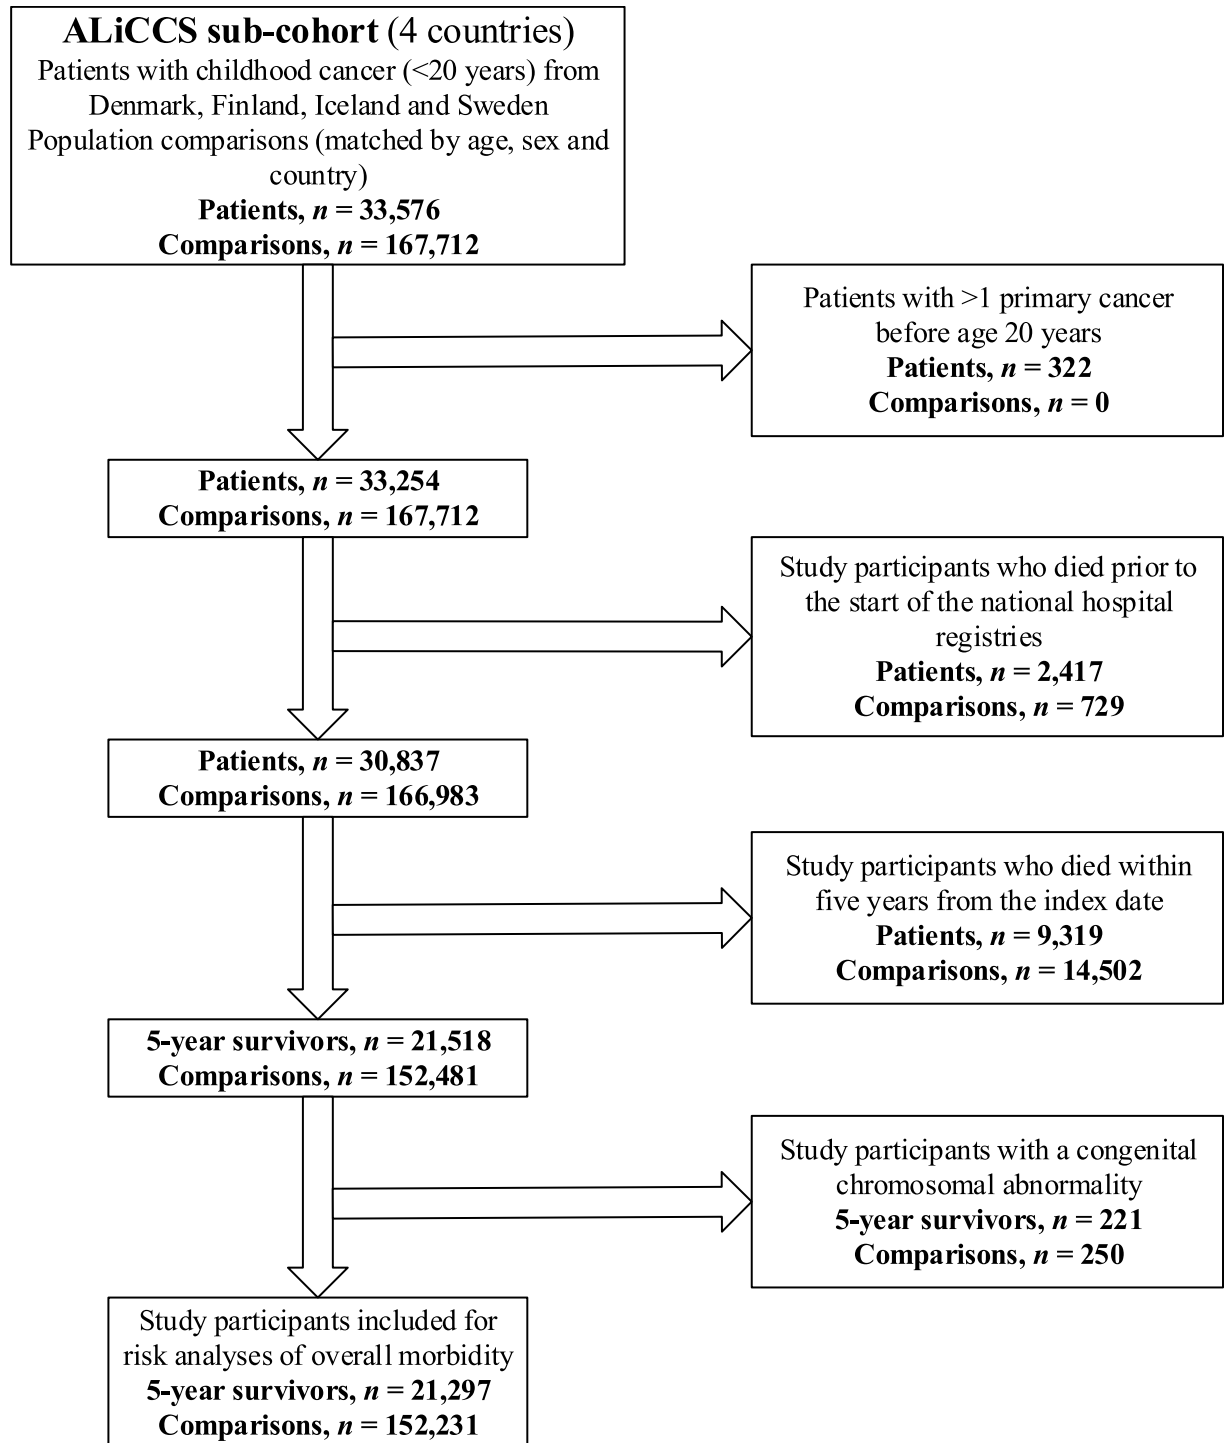 ALiCCS sub-cohort (4 countries)
Patients with childhood cancer (<20 years) from
Denmark, Finland, Iceland and Sweden
Population comparisons (matched by age, sex and
country)
Patients, n = 33,576
Comparisons, n = 167,712
Patients with >1 primary cancer
before age 20 years
Patients, n = 322
Comparisons, n = 0
Patients, n = 33,254
Comparisons, n = 167,712
Study participants who died prior to
the start of the national hospital
registries
Patients, n = 2,417
Comparisons, n = 729
Patients, n = 30,837
Comparisons, n = 166,983
Study participants who died within
five years from the index date
Patients, n = 9,319
Comparisons, n = 14,502
5-year survivors, n = 21,518
Comparisons, n = 152,481
Study participants with a congenital
chromosomal abnormality
5-year survivors, n = 221
Comparisons, n = 250
Study participants included for
risk analyses of overall morbidity
5-year survivors, n = 21,297
Comparisons, n = 152,231